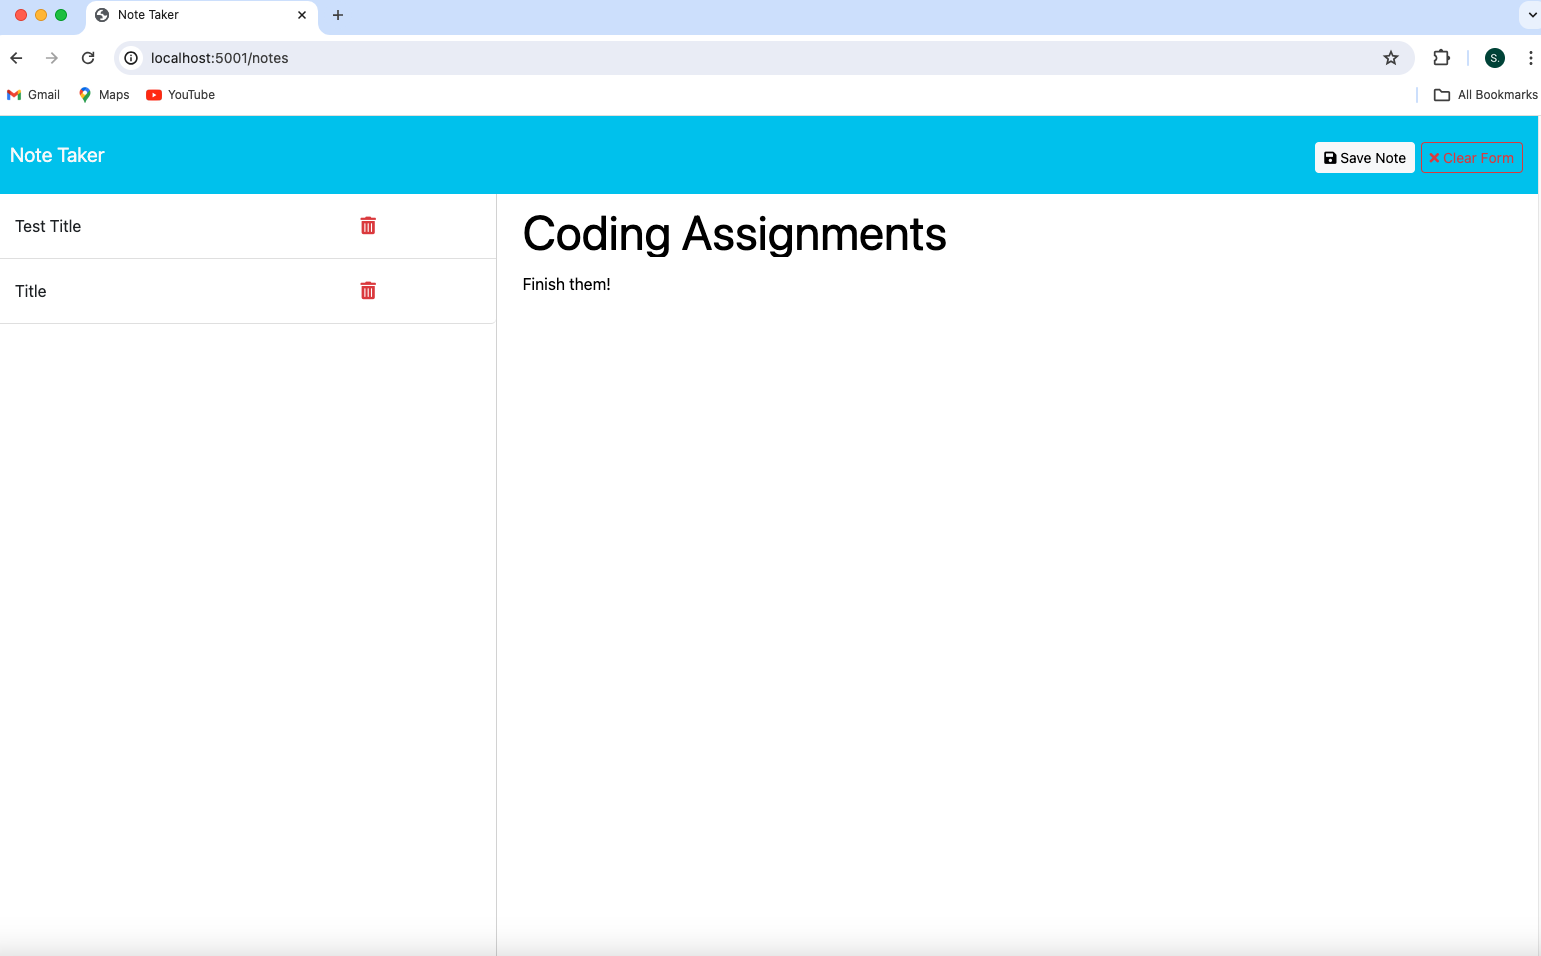 Note Taker
localhost:5001/notes
S.
Gmail Maps YouTube All Bookmarks
Note Taker
Save Note Clear Form
Test Title
Title
Coding Assignments
Finish them!